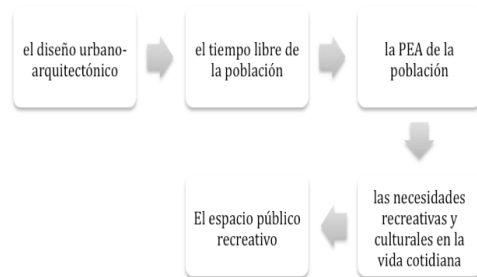 el diseño urbano-
arquitectónico
el tiempo libre de
la población
la PEA de la
población
las necesidades
recreativas y
culturales en la
vida cotidiana
El espacio público
recreativo